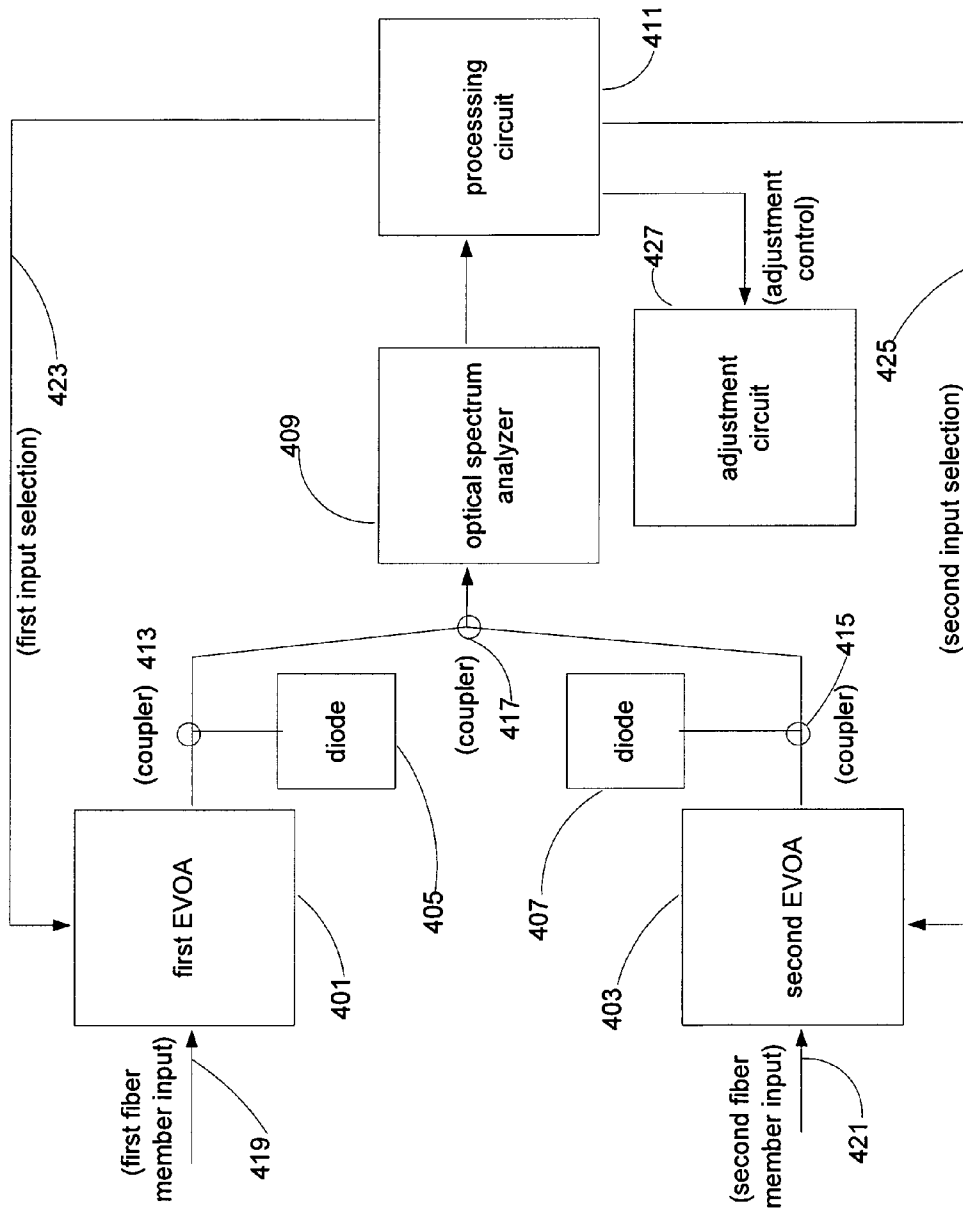 (first input selection)
423
(first fiber
member input)
419
first EVOA
401
(coupler) 413
diode
405
(coupler)
417
409
optical spectrum
analyzer
processsing
circuit
411
427
adjustment
circuit
(adjustment
control)
407
diode
415
(coupler)
(second fiber
member input)
421
403
second EVOA
425
(second input selection)